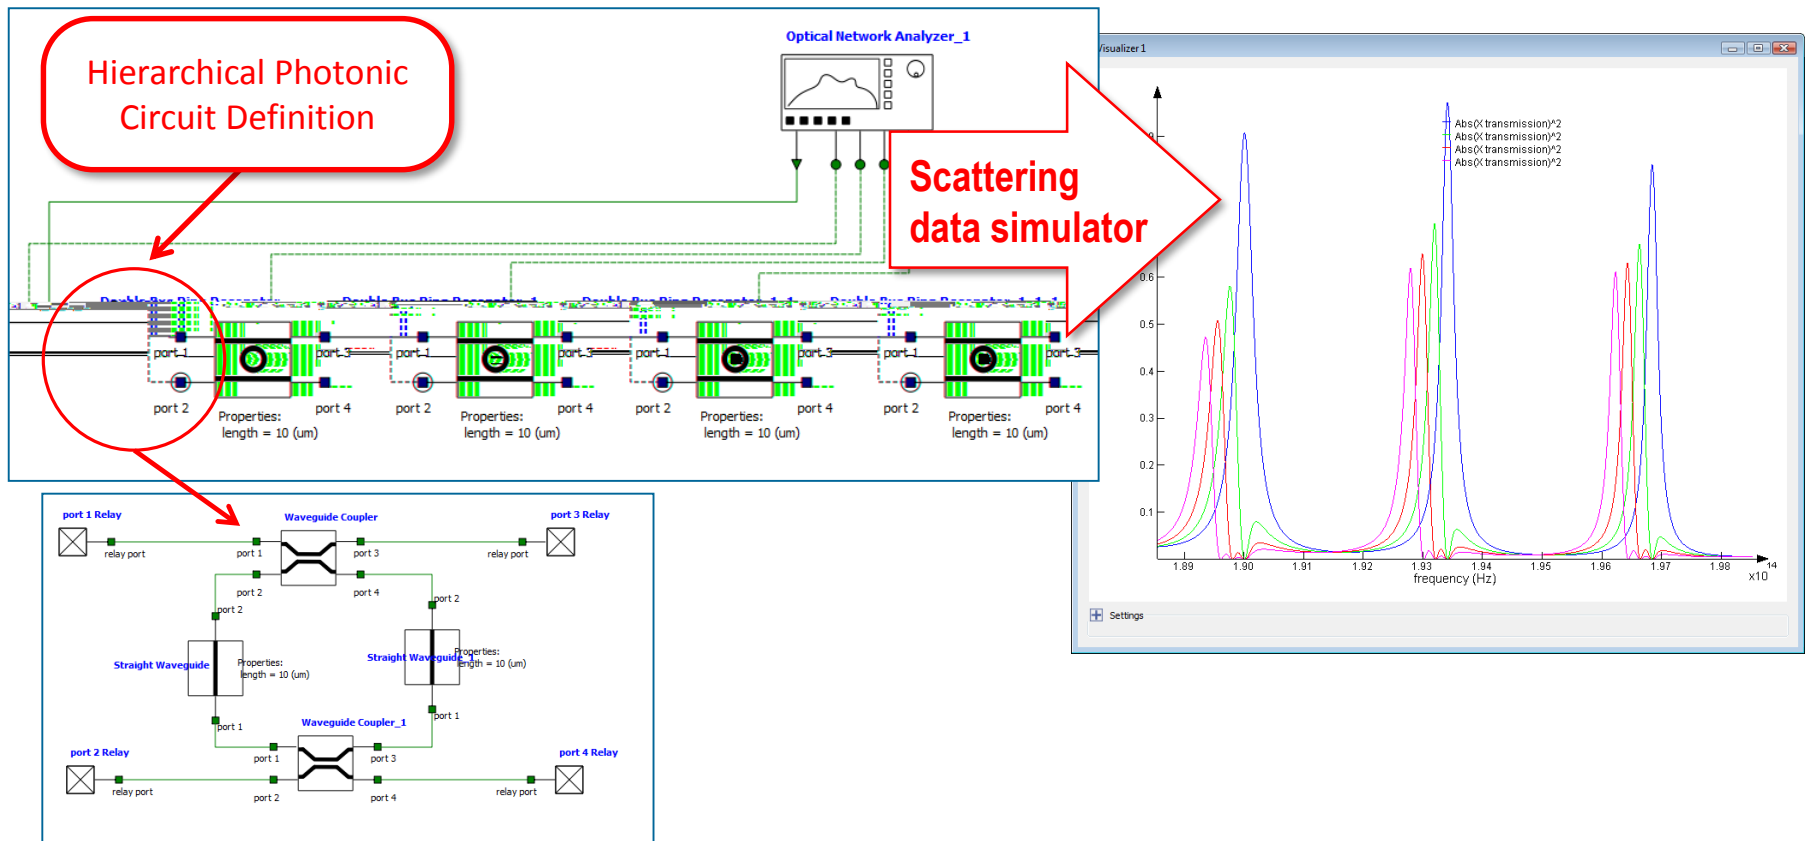 Hierarchical Photonic
Circuit Definition
Optical Network Analyzer_1
Scattering
data simulator
port 1
port 3
port 1
port 3
port 1
port 3
port 1
port 3
port 2
port 4
port 2
port 4
port 2
port 4
port 2
port 4
Properties:
length = 10 (um)
Properties:
length = 10 (um)
Properties:
length = 10 (um)
Properties:
length = 10 (um)
port 1 Relay
Waveguide Coupler
port 3 Relay
relay port
port 1
port 3
relay port
port 2
port 4
port 2
port 2
Straight Waveguide
Properties:
length = 10 (um)
Straight Waveguide_1
Properties:
length = 10 (um)
port 1
port 1
Waveguide Coupler_1
port 2 Relay
port 4 Relay
port 1
port 3
relay port
port 2
port 4
relay port
Visualizer 1
Abs(X transmission)^2
Abs(X transmission)^2
Abs(X transmission)^2
Abs(X transmission)^2
0.6
0.5
0.4
0.3
0.2
0.1
1.89
1.90
1.91
1.92
1.93
1.94
1.95
1.96
1.97
1.98
x10
14
frequency (Hz)
Settings